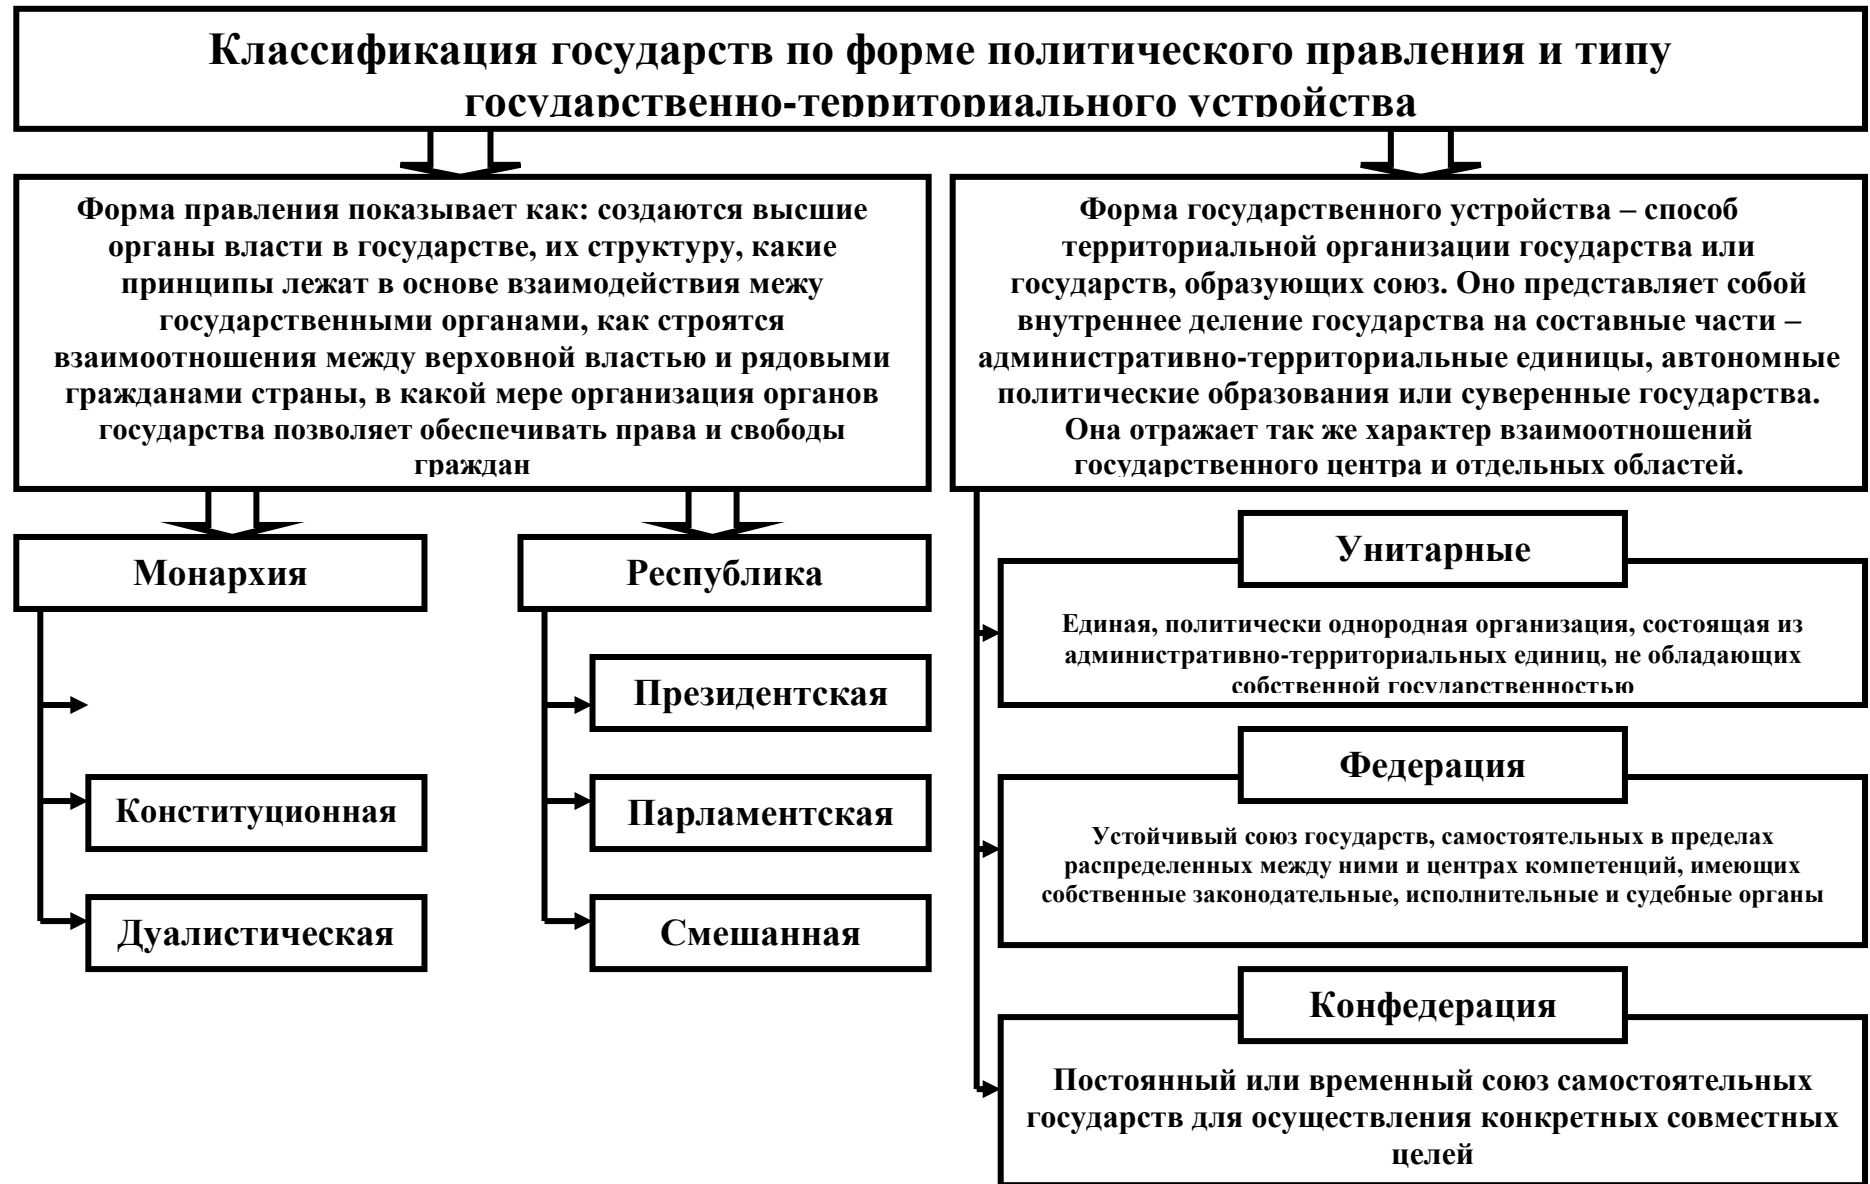 Классификация государств по форме политического правления и типу
государственно-территориального устройства
Форма правления показывает как: создаются высшие
органы власти в государстве, их структуру, какие
принципы лежат в основе взаимодействия межу
государственными органами, как строятся
взаимоотношения между верховной властью и рядовыми
гражданами страны, в какой мере организация органов
государства позволяет обеспечивать права и свободы
граждан
Форма государственного устройства – способ
территориальной организации государства или
государств, образующих союз. Оно представляет собой
внутреннее деление государства на составные части –
административно-территориальные единицы, автономные
политические образования или суверенные государства.
Она отражает так же характер взаимоотношений
государственного центра и отдельных областей.
Монархия
Конституционная
Дуалистическая
Республика
Президентская
Парламентская
Смешанная
Унитарные
Единая, политически однородная организация, состоящая из
административно-территориальных единиц, не обладающих
собственной государственностью
Федерация
Устойчивый союз государств, самостоятельных в пределах
распределенных между ними и центрах компетенций, имеющих
собственные законодательные, исполнительные и судебные органы
Конфедерация
Постоянный или временный союз самостоятельных
государств для осуществления конкретных совместных
целей